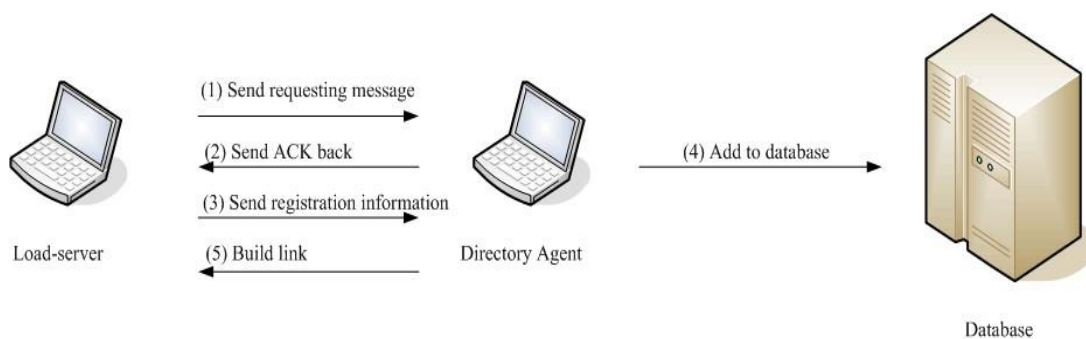 (1) Send requesting message
(2) Send ACK back
(4) Add to database
(3) Send registration information
Load-server
(5) Build link
Directory Agent
Database